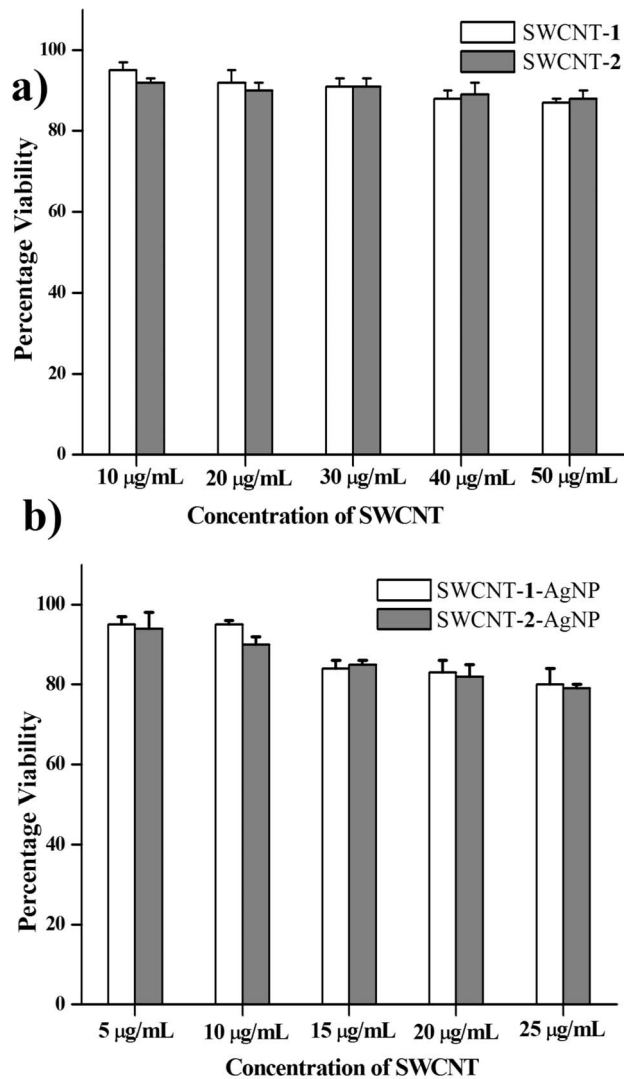 a)
SWCNT-1
SWCNT-2
Percentage Viability
100
80
60
40
20
0
10 μg/mL 20 μg/mL 30 μg/mL 40 μg/mL 50 μg/mL
Concentration of SWCNT
b)
SWCNT-1-AgNP
SWCNT-2-AgNP
Percentage Viability
100
80
60
40
20
0
5 μg/mL 10 μg/mL 15 μg/mL 20 μg/mL 25 μg/mL
Concentration of SWCNT